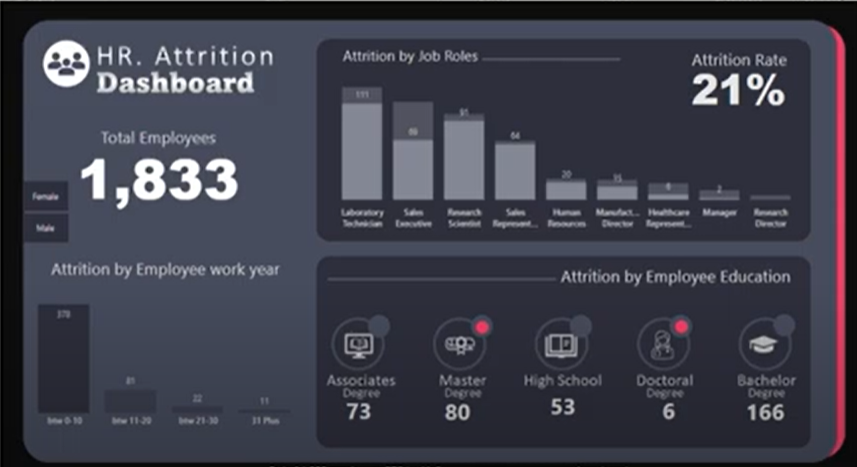 HR. Attrition
Dashboard
Total Employees
1,833
Female
Male
Attrition by Employee work year
81
22
11
btw 0-10
btw 11-20
btw 21-30
31 Plus
Attrition by Job Roles
Attrition Rate
21%
111
91
64
20
15
2
Laboratory Technician
Sales Executive
Research Scientist
Sales Represent...
Human Resources
Manufact... Director
Healthcare Represent...
Manager
Research Director
Attrition by Employee Education
Associates
Degree
73
Master
Degree
80
High School
53
Doctoral
Degree
6
Bachelor
Degree
166